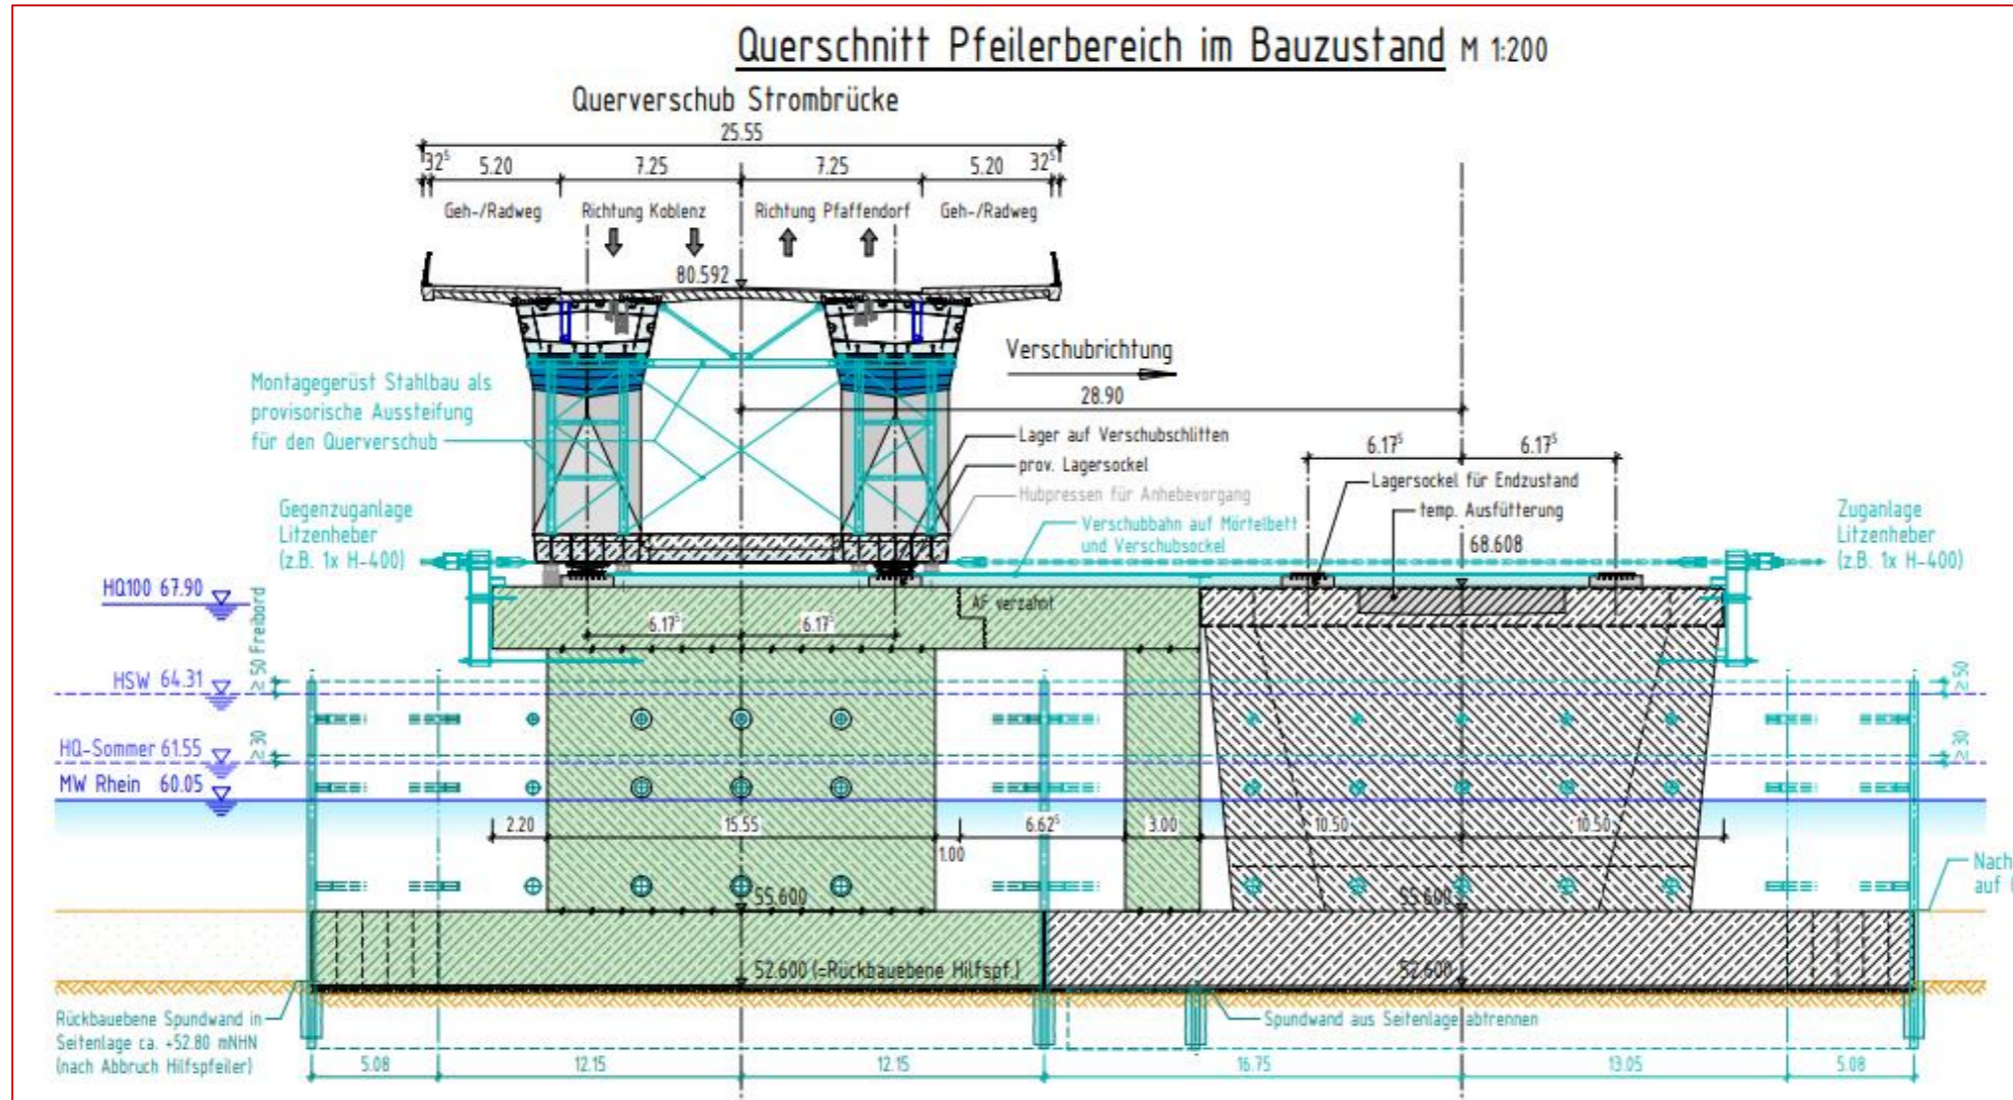 Querschnitt Pfeilerbereich im Bauzustand M 1:200
Querverschub Strombrücke
25.55
32⁵ 5.20 7.25 7.25 5.20 32⁵
Geh-/Radweg Richtung Koblenz Richtung Pfaffendorf Geh-/Radweg
80.592
Verschubrichtung
28.90
Montagegerüst Stahlbau als
provisorische Aussteifung
für den Querverschub
Lager auf Verschubschlitten
prov. Lagersockel
Hubpressen für Anhebevorgang
Verschubbahn auf Mörtelbett
und Verschubsockel
6.17⁵ 6.17⁵
Lagersockel für Endzustand
temp. Ausfütterung
68.608
Gegenzuganlage
Litzenheber
(z.B. 1x H-400)
Zuganlage
Litzenheber
(z.B. 1x H-400)
HQ100 67.90
≥ 50 Freibord
AF verzahnt
6.17⁵ 6.17⁵
HSW 64.31
≥ 50
HQ-Sommer 61.55
≥ 30
≥ 30
MW Rhein 60.05
2.20 15.55 1.00 6.62⁵ 3.00 10.50 10.50
55.600
55.600
Nach
auf
52.600 (=Rückbauebene Hilfspf.)
52.600
Rückbauebene Spundwand in
Seitenlage ca. +52.80 mNHN
(nach Abbruch Hilfspfeiler)
Spundwand aus Seitenlage abtrennen
5.08 12.15 12.15 16.75 13.05 5.08